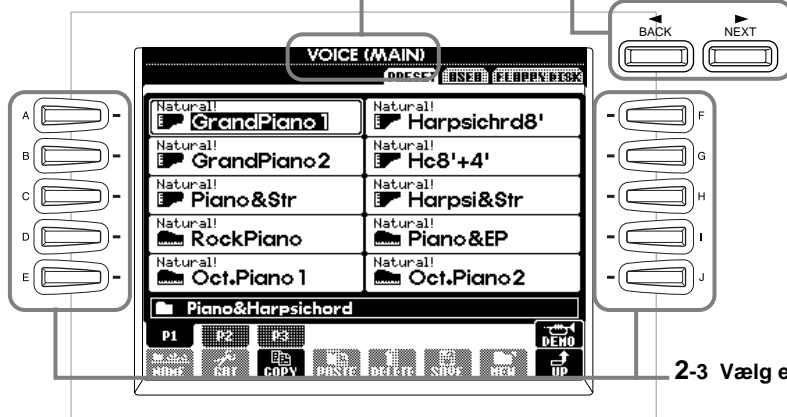 BACK NEXT
VOICE (MAIN)
PRESET USER FLOPPY DISK
A Natural! GrandPiano1 Natural! Harpsichrd8' F
B Natural! GrandPiano2 Natural! Hc8'+4' G
C Natural! Piano&Str Natural! Harpsi&Str H
D Natural! RockPiano Natural! Piano&EP I
E Natural! Oct.Piano1 Natural! Oct.Piano2 J
Piano&Harpsichord
P1 P2 P3 DEMO
NAME CUT COPY PASTE DELETE SAVE NEW UP
2-3 Vælg e